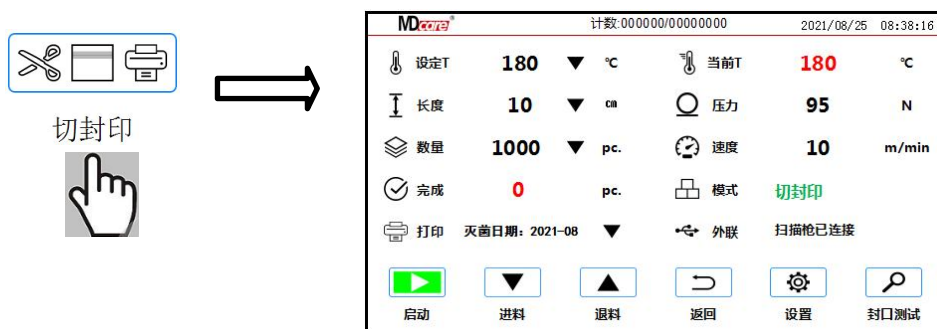 切封印
MDcare®
计数:000000/00000000
2021/08/25 08:38:16
设定T 180 ℃ 当前T 180 ℃
长度 10 cm 压力 95 N
数量 1000 pc. 速度 10 m/min
完成 0 pc. 模式 切封印
打印 灭菌日期：2021-08 外联 扫描枪已连接
启动 进料 退料 返回 设置 封口测试